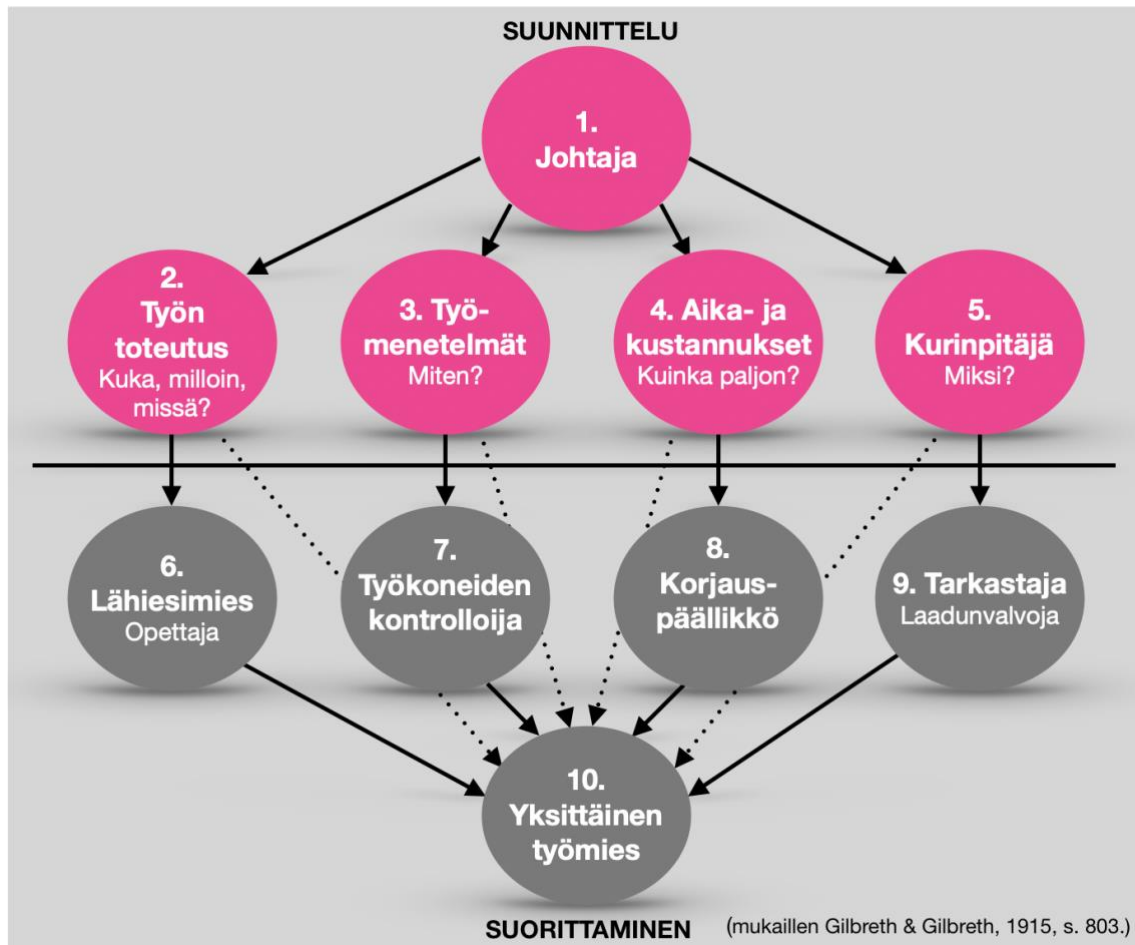 SUUNNITTELU
1.
Johtaja
2.
Työn
toteutus
Kuka, milloin,
missä?
3. Työ-
menetelmät
Miten?
4. Aika- ja
kustannukset
Kuinka paljon?
5.
Kurinpitäjä
Miksi?
6.
Lähiesimies
Opettaja
7.
Työkoneiden
kontrolloija
8.
Korjaus-
päällikkö
9. Tarkastaja
Laadunvalvoja
10.
Yksittäinen
työmies
SUORITTAMINEN
(mukaillen Gilbreth & Gilbreth, 1915, s. 803.)